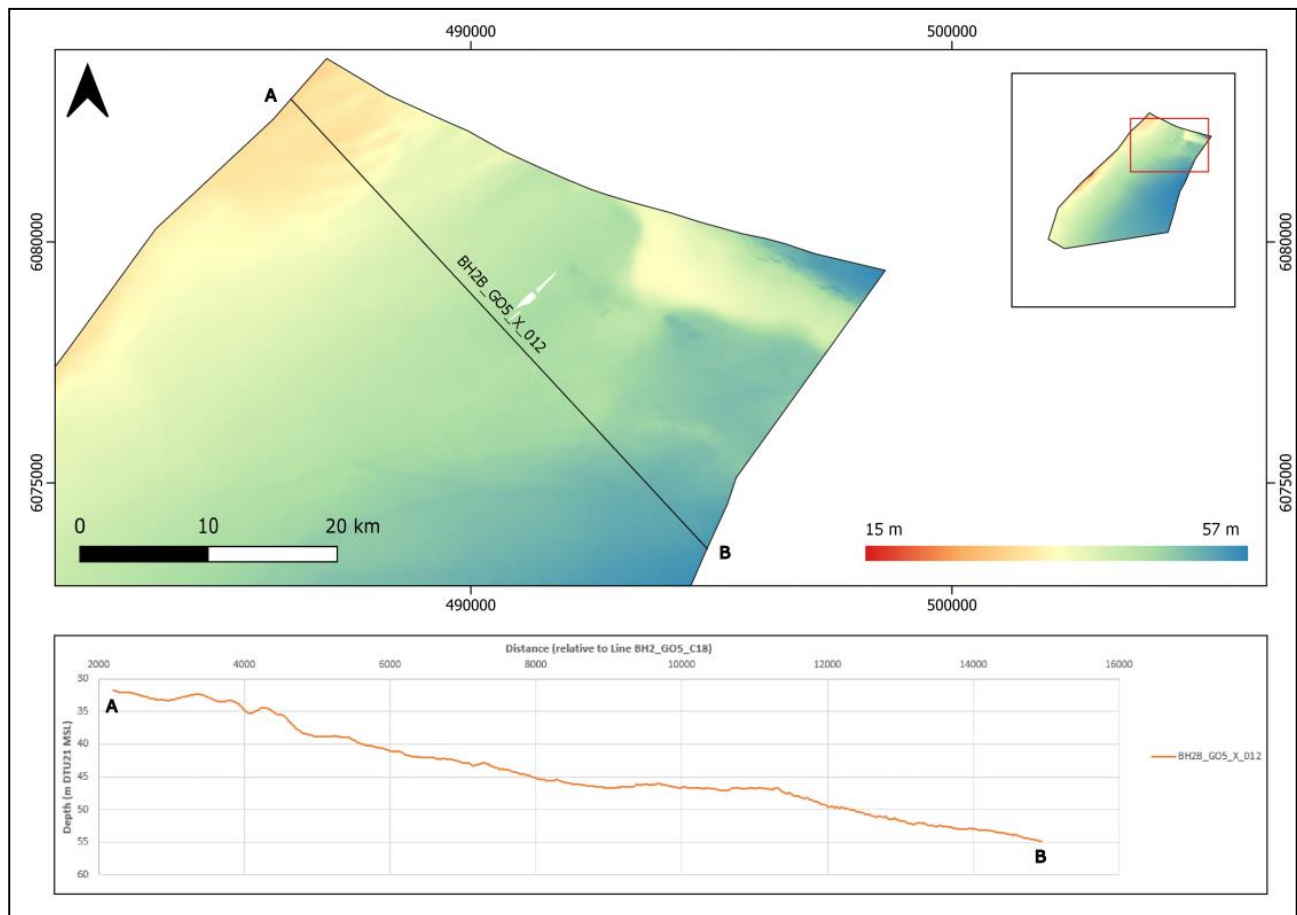 490000 500000
A
6080000 6080000
BH2B_GO5_X_012
6075000 6075000
0 10 20 km
15 m 57 m
B
490000 500000
Distance (relative to Line BH2_GO5_C18)
2000 4000 6000 8000 10000 12000 14000 16000
30
A
35
40
45
50
55
60
Depth (m DTU21 MSL)
BH2B_GO5_X_012
B